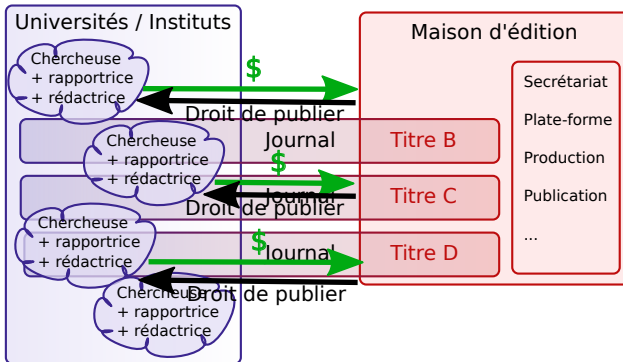 Universités / Instituts
Maison d'édition
Chercheuse
+ rapportrice
+ rédactrice
$
Droit de publier
Secrétariat
Plate-forme
Production
Publication
...
Journal
Titre B
Chercheuse
+ rapportrice
+ rédactrice
$
Journal
Titre C
Droit de publier
Chercheuse
+ rapportrice
+ rédactrice
$
Journal
Titre D
Droit de publier
Chercheuse
+ rapportrice
+ rédactrice